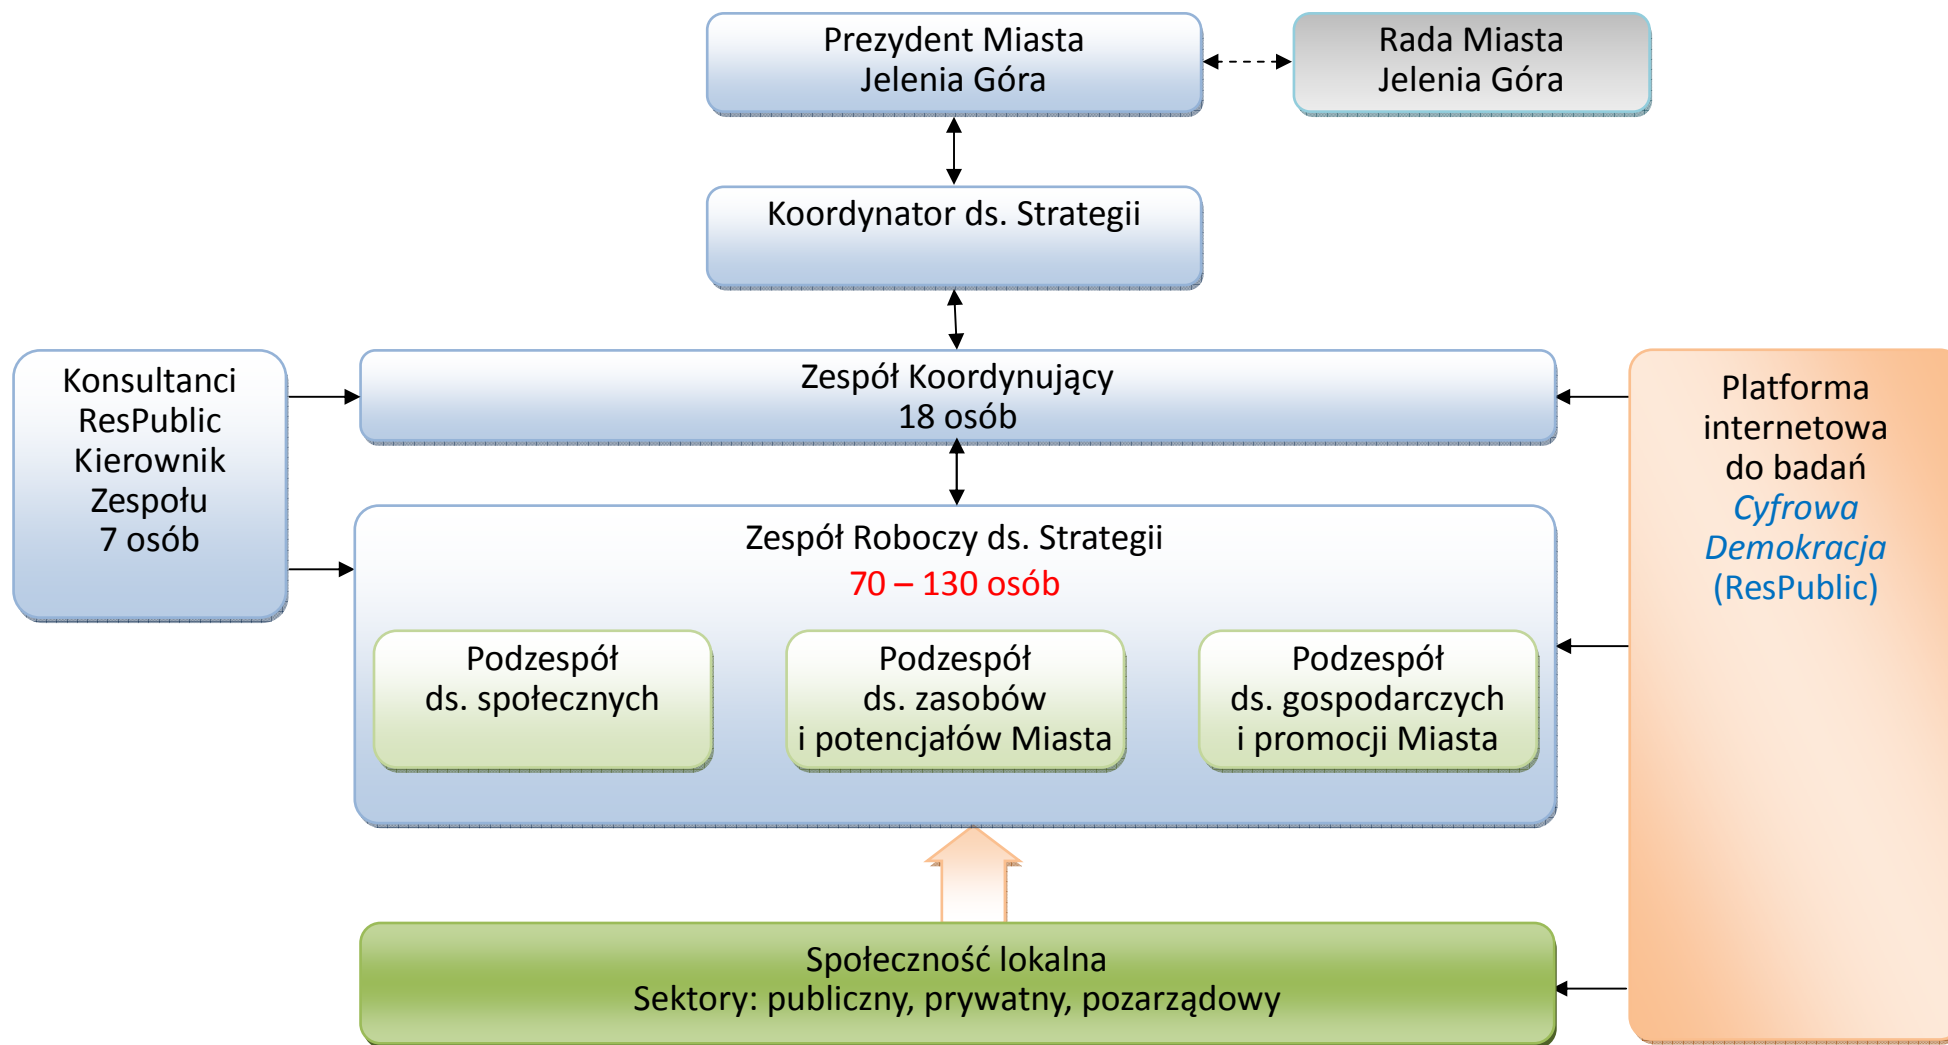 Prezydent Miasta
Jelenia Góra
Rada Miasta
Jelenia Góra
Koordynator ds. Strategii
Konsultanci
ResPublic
Kierownik
Zespołu
7 osób
Zespół Koordynujący
18 osób
Platforma
internetowa
do badań
Cyfrowa
Demokracja
(ResPublic)
Zespół Roboczy ds. Strategii
70 – 130 osób
Podzespół
ds. społecznych
Podzespół
ds. zasobów
i potencjałów Miasta
Podzespół
ds. gospodarczych
i promocji Miasta
Społeczność lokalna
Sektory: publiczny, prywatny, pozarządowy